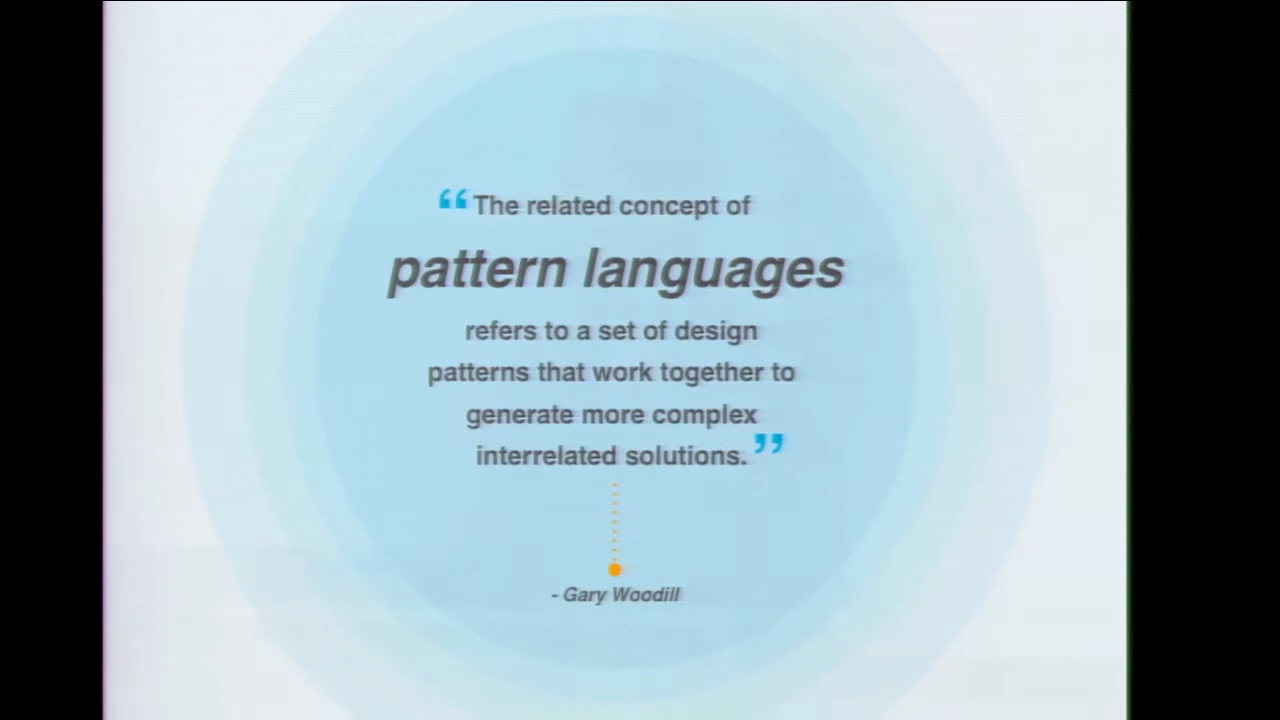 “The related concept of
pattern languages
refers to a set of design
patterns that work together to
generate more complex
interrelated solutions.”
- Gary Woodill